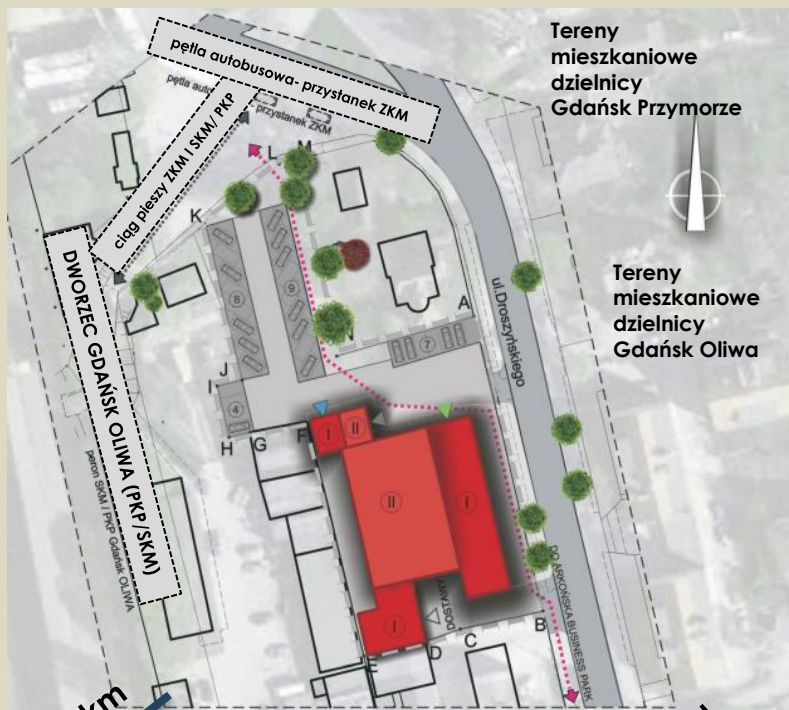 pętla autobusowa- przystanek ZKM
pętla auto
- przystanek ZKM
ciąg pieszy ZKM I SKM/ PKP
DWORZEC GDAŃSK OLIWA (PKP/SKM)
peron SKM / PKP Gdańsk OLIWA
Tereny
mieszkaniowe
dzielnicy
Gdańsk Przymorze
Tereny
mieszkaniowe
dzielnicy
Gdańsk Oliwa
ul.Droszyńskiego
L
M
K
A
N
8
9
7
J
I
4
H
G
F
I
II
II
I
I
DOSTAWY
E
D
C
B
DO ARKOŃSKA BUSINESS PARK
km